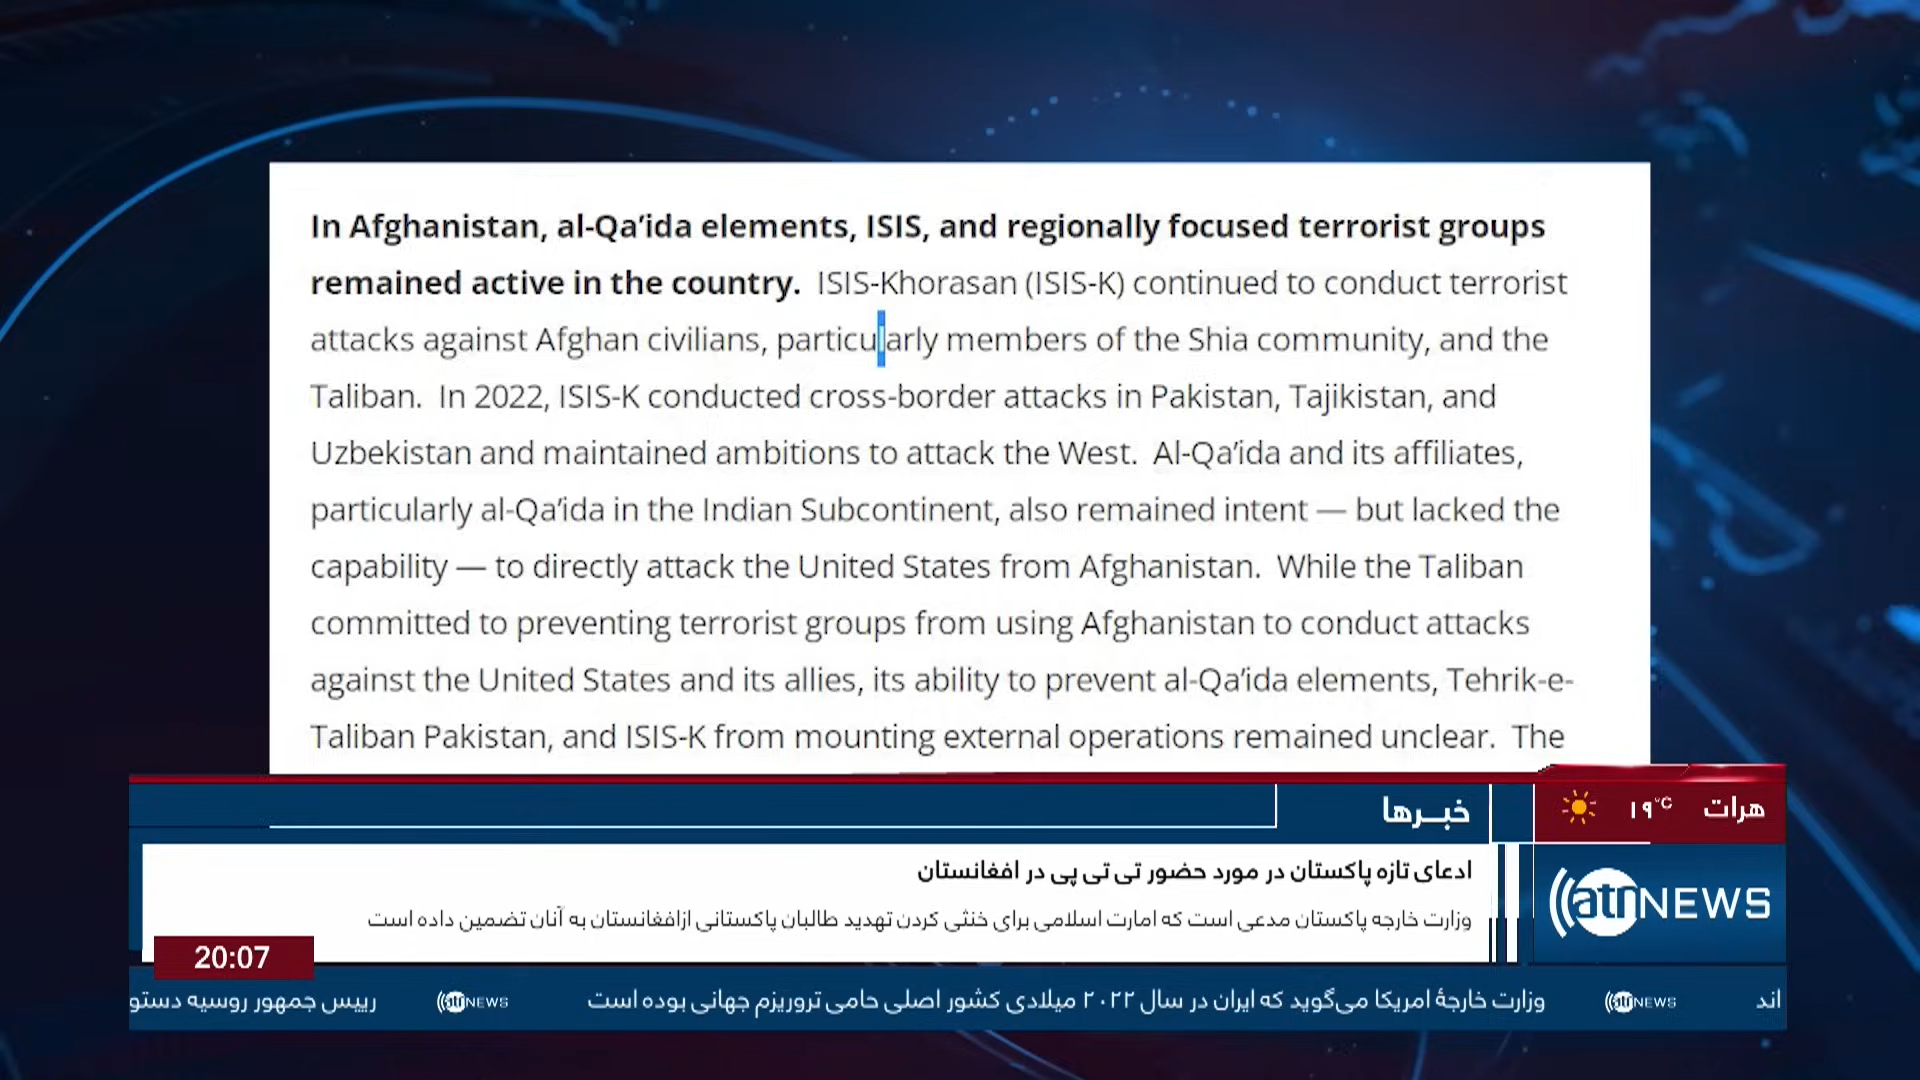 In Afghanistan, al-Qa’ida elements, ISIS, and regionally focused terrorist groups
remained active in the country.  ISIS-Khorasan (ISIS-K) continued to conduct terrorist
attacks against Afghan civilians, particularly members of the Shia community, and the
Taliban.  In 2022, ISIS-K conducted cross-border attacks in Pakistan, Tajikistan, and
Uzbekistan and maintained ambitions to attack the West.  Al-Qa’ida and its affiliates,
particularly al-Qa’ida in the Indian Subcontinent, also remained intent — but lacked the
capability — to directly attack the United States from Afghanistan.  While the Taliban
committed to preventing terrorist groups from using Afghanistan to conduct attacks
against the United States and its allies, its ability to prevent al-Qa’ida elements, Tehrik-e-
Taliban Pakistan, and ISIS-K from mounting external operations remained unclear.  The
هرات ۱۹°C
خبــرها
ادعای تازه پاکستان در مورد حضور تی تی پی در افغانستان
وزارت خارجه پاکستان مدعی است که امارت اسلامی برای خنثی کردن تهدید طالبان پاکستانی ازافغانستان به آنان تضمین داده است
atn NEWS
20:07
اند atn NEWS وزارت خارجۀ امریکا می‌گوید که ایران در سال ۲۰۲۲ میلادی کشور اصلی حامی تروریزم جهانی بوده است atn NEWS رییس جمهور روسیه دستو